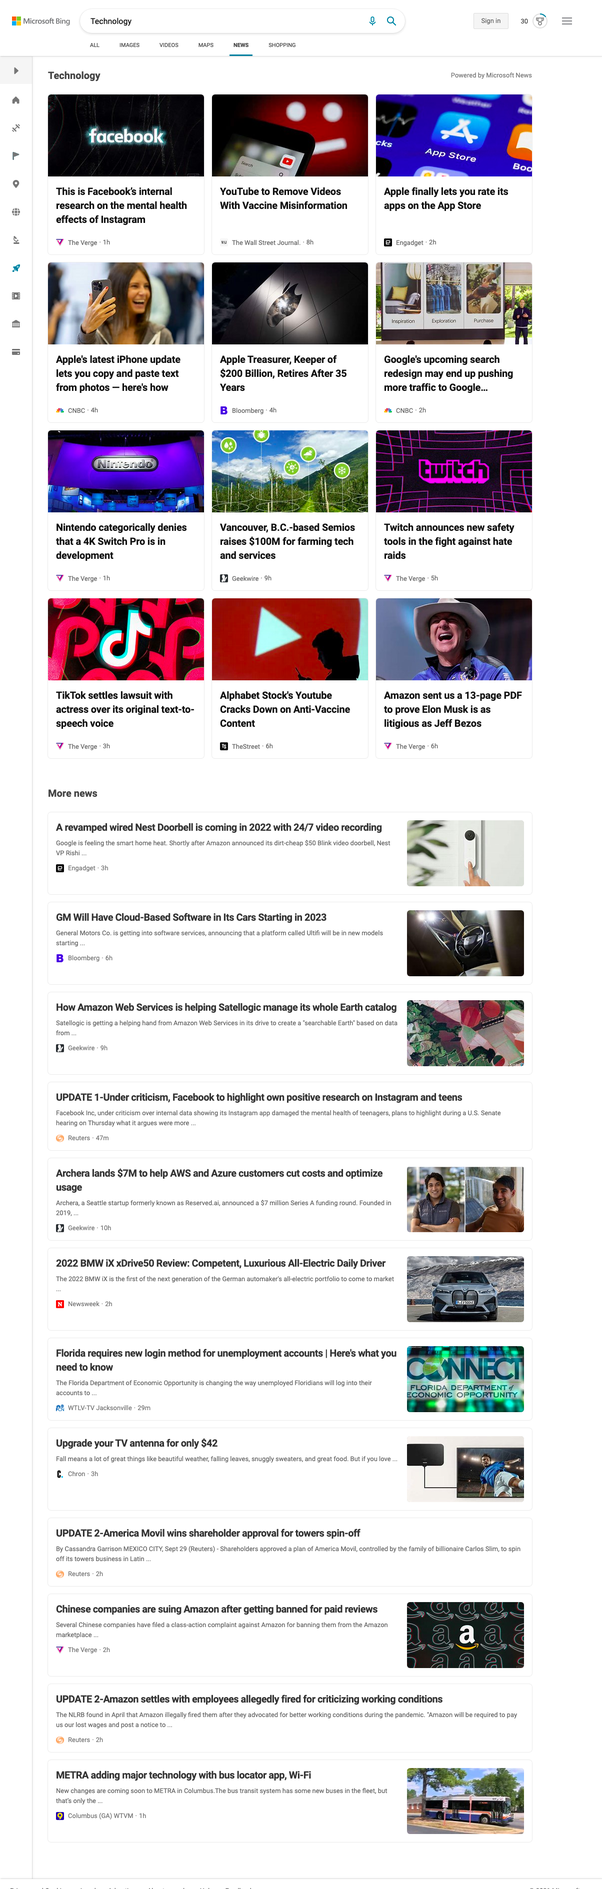 Microsoft Bing
Technology
Sign in
30
ALL
IMAGES
VIDEOS
MAPS
NEWS
SHOPPING
Technology
Powered by Microsoft News
facebook
App Store
This is Facebook's internal
research on the mental health
effects of Instagram
The Verge · 1h
YouTube to Remove Videos
With Vaccine Misinformation
The Wall Street Journal. · 8h
Apple finally lets you rate its
apps on the App Store
Engadget · 2h
Inspiration
Exploration
Purchase
Apple's latest iPhone update
lets you copy and paste text
from photos — here's how
CNBC · 4h
Apple Treasurer, Keeper of
$200 Billion, Retires After 35
Years
Bloomberg · 4h
Google's upcoming search
redesign may end up pushing
more traffic to Google...
CNBC · 2h
Nintendo
twitch
Nintendo categorically denies
that a 4K Switch Pro is in
development
The Verge · 1h
Vancouver, B.C.-based Semios
raises $100M for farming tech
and services
Geekwire · 9h
Twitch announces new safety
tools in the fight against hate
raids
The Verge · 5h
TikTok settles lawsuit with
actress over its original text-to-
speech voice
The Verge · 3h
Alphabet Stock's Youtube
Cracks Down on Anti-Vaccine
Content
TheStreet · 6h
Amazon sent us a 13-page PDF
to prove Elon Musk is as
litigious as Jeff Bezos
The Verge · 6h
More news
A revamped wired Nest Doorbell is coming in 2022 with 24/7 video recording
Google is feeling the smart home heat. Shortly after Amazon announced its dirt-cheap $50 Blink video doorbell, Nest
VP Rishi ...
Engadget · 3h
GM Will Have Cloud-Based Software in Its Cars Starting in 2023
General Motors Co. is getting into software services, announcing that a platform called Ultifi will be in new models
starting ...
Bloomberg · 6h
How Amazon Web Services is helping Satellogic manage its whole Earth catalog
Satellogic is getting a helping hand from Amazon Web Services in its drive to create a "searchable Earth" based on data
from ...
Geekwire · 9h
UPDATE 1-Under criticism, Facebook to highlight own positive research on Instagram and teens
Facebook Inc, under criticism over internal data showing its Instagram app damaged the mental health of teenagers, plans to highlight during a U.S. Senate
hearing on Thursday what it argues were more ...
Reuters · 47m
Archera lands $7M to help AWS and Azure customers cut costs and optimize
usage
Archera, a Seattle startup formerly known as Reserved.ai, announced a $7 million Series A funding round. Founded in
2019, ...
Geekwire · 10h
2022 BMW iX xDrive50 Review: Competent, Luxurious All-Electric Daily Driver
The 2022 BMW iX is the first of the next generation of the German automaker's all-electric portfolio to come to market
...
Newsweek · 2h
Florida requires new login method for unemployment accounts | Here's what you
need to know
The Florida Department of Economic Opportunity is changing the way unemployed Floridians will log into their
accounts to ...
WTLV-TV Jacksonville · 29m
CONNECT
FLORIDA DEPARTMENT of
ECONOMIC OPPORTUNITY
Upgrade your TV antenna for only $42
Fall means a lot of great things like beautiful weather, falling leaves, snuggly sweaters, and great food. But if you love ...
Chron · 3h
UPDATE 2-America Movil wins shareholder approval for towers spin-off
By Cassandra Garrison MEXICO CITY, Sept 29 (Reuters) - Shareholders approved a plan of America Movil, controlled by the family of billionaire Carlos Slim, to spin
off its towers business in Latin ...
Reuters · 2h
Chinese companies are suing Amazon after getting banned for paid reviews
Several Chinese companies have filed a class-action complaint against Amazon for banning them from the Amazon
marketplace ...
The Verge · 2h
UPDATE 2-Amazon settles with employees allegedly fired for criticizing working conditions
The NLRB found in April that Amazon illegally fired them after they advocated for better working conditions during the pandemic. "Amazon will be required to pay
us our lost wages and post a notice to ...
Reuters · 2h
METRA adding major technology with bus locator app, Wi-Fi
New changes are coming soon to METRA in Columbus.The bus transit system has some new buses in the fleet, but
that's only the ...
Columbus (GA) WTVM · 1h